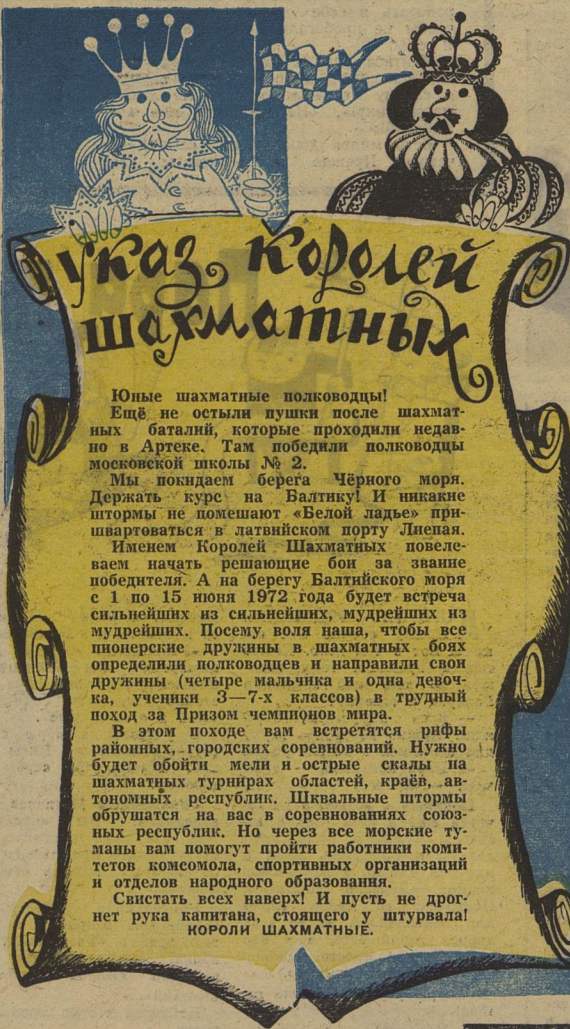 Указ королей
шахматных
Юные шахматные полководцы!
Ещё не остыли пушки после шахмат-
ных баталий, которые проходили недав-
но в Артеке. Там победили полководцы
московской школы № 2.
Мы покидаем берега Чёрного моря.
Держать курс на Балтику! И никакие
штормы не помешают «Белой ладье» при-
швартоваться в латвийском порту Лиепая.
Именем Королей Шахматных повеле-
ваем начать решающие бои за звание
победителя. А на берегу Балтийского моря
с 1 по 15 июня 1972 года будет встреча
сильнейших из сильнейших, мудрейших из
мудрейших. Посему, воля наша, чтобы все
пионерские дружины в шахматных боях
определили полководцев и направили свои
дружины (четыре мальчика и одна девоч-
ка, ученики 3—7-х классов) в трудный
поход за Призом чемпионов мира.
В этом походе вам встретятся рифы
районных, городских соревнований. Нужно
будет обойти мели и острые скалы на
шахматных турнирах областей, краёв, ав-
тономных республик. Шквальные штормы
обрушатся на вас в соревнованиях союз-
ных республик. Но через все морские ту-
маны вам помогут пройти работники коми-
тетов комсомола, спортивных организаций
и отделов народного образования.
Свистать всех наверх! И пусть не дрог-
нет рука капитана, стоящего у штурвала!
КОРОЛИ ШАХМАТНЫЕ.